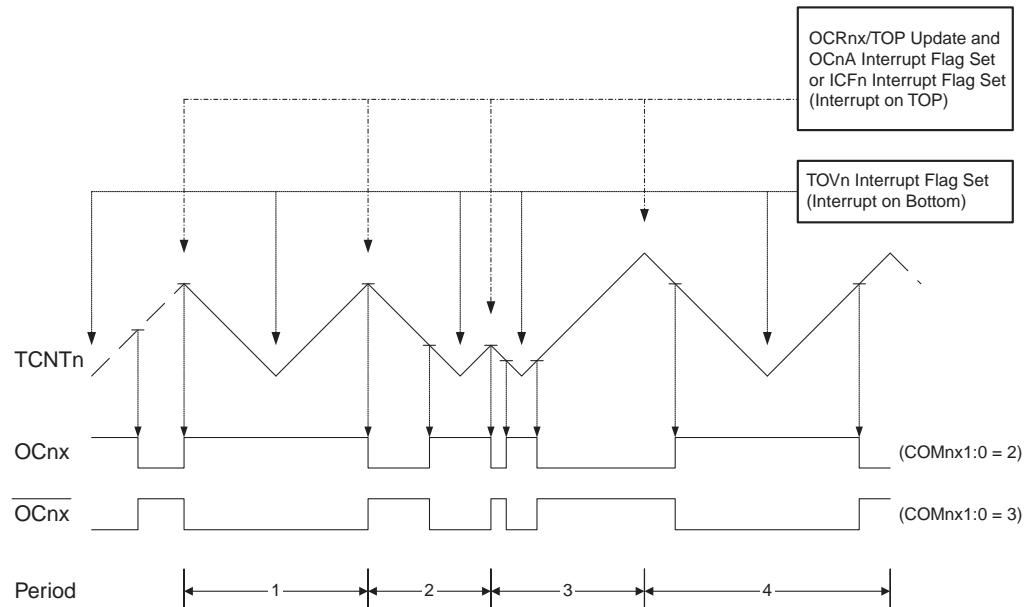 OCRnx/TOP Update and
OCnA Interrupt Flag Set
or ICFn Interrupt Flag Set
(Interrupt on TOP)
TOVn Interrupt Flag Set
(Interrupt on Bottom)
TCNTn
OCnx
(COMnx1:0 = 2)
OCnx
(COMnx1:0 = 3)
Period
1
2
3
4